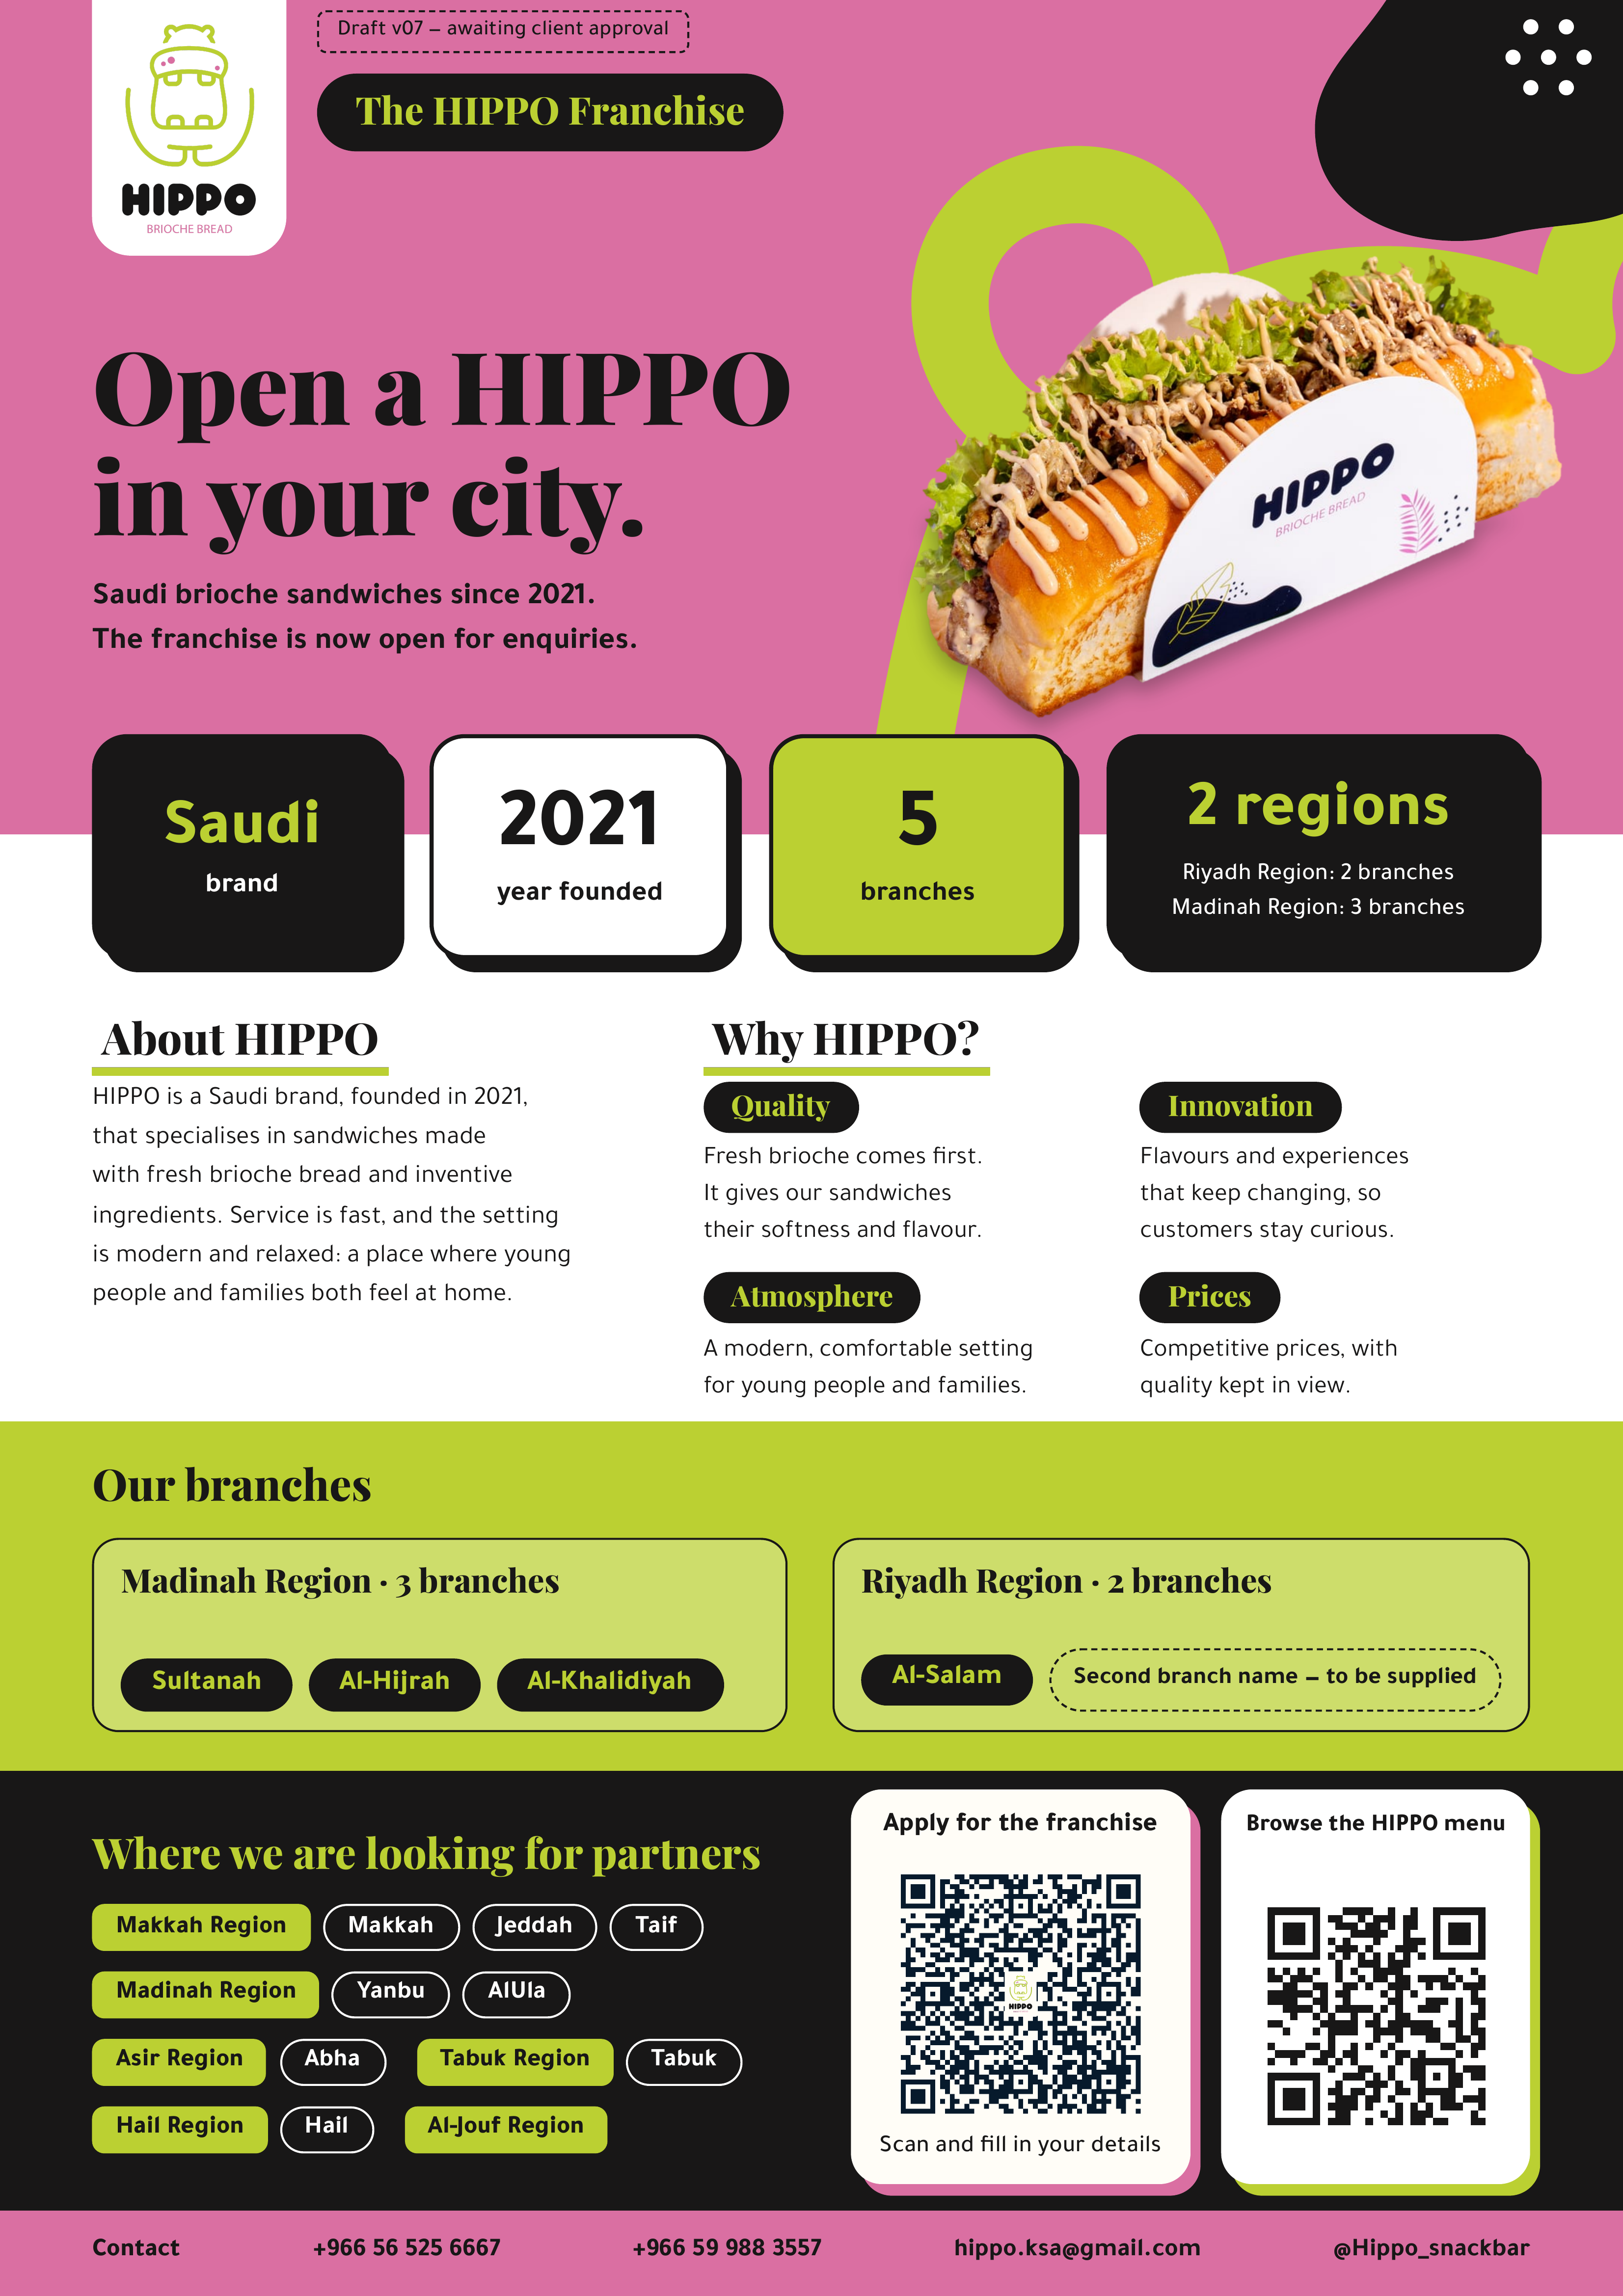 HIPPO
BRIOCHE BREAD
Draft v07 – awaiting client approval
The HIPPO Franchise
Open a HIPPO
in your city.
Saudi brioche sandwiches since 2021.
The franchise is now open for enquiries.
HIPPO
BRIOCHE BREAD
Saudi
brand
2021
year founded
5
branches
2 regions
Riyadh Region: 2 branches
Madinah Region: 3 branches
About HIPPO
HIPPO is a Saudi brand, founded in 2021,
that specialises in sandwiches made
with fresh brioche bread and inventive
ingredients. Service is fast, and the setting
is modern and relaxed: a place where young
people and families both feel at home.
Why HIPPO?
Quality
Fresh brioche comes first.
It gives our sandwiches
their softness and flavour.
Innovation
Flavours and experiences
that keep changing, so
customers stay curious.
Atmosphere
A modern, comfortable setting
for young people and families.
Prices
Competitive prices, with
quality kept in view.
Our branches
Madinah Region · 3 branches
Sultanah Al-Hijrah Al-Khalidiyah
Riyadh Region · 2 branches
Al-Salam Second branch name – to be supplied
Where we are looking for partners
Makkah Region Makkah Jeddah Taif
Madinah Region Yanbu AlUla
Asir Region Abha Tabuk Region Tabuk
Hail Region Hail Al-Jouf Region
Apply for the franchise
HIPPO
Scan and fill in your details
Browse the HIPPO menu
Contact +966 56 525 6667 +966 59 988 3557 hippo.ksa@gmail.com @Hippo_snackbar